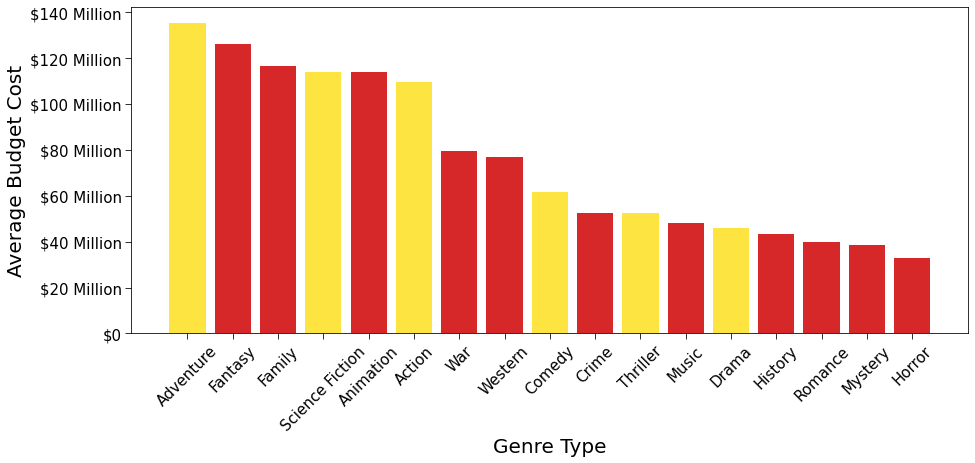 $140 Million
$120 Million
$100 Million
$80 Million
$60 Million
$40 Million
$20 Million
$0
Average Budget Cost
Adventure
Fantasy
Family
Science Fiction
Animation
Action
War
Western
Comedy
Crime
Thriller
Music
Drama
History
Romance
Mystery
Horror
Genre Type